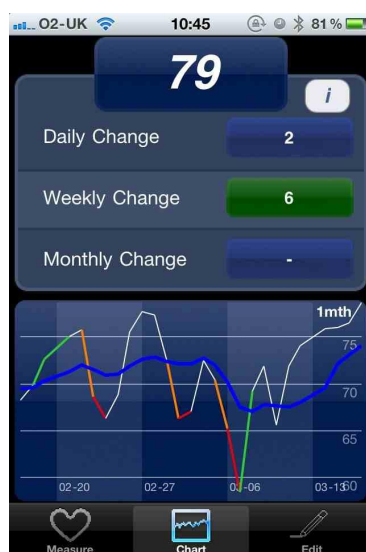 O2-UK 10:45 81%
79
i
Daily Change 2
Weekly Change 6
Monthly Change -
1mth
75
70
65
60
02-20 02-27 03-06 03-13
Measure Chart Edit